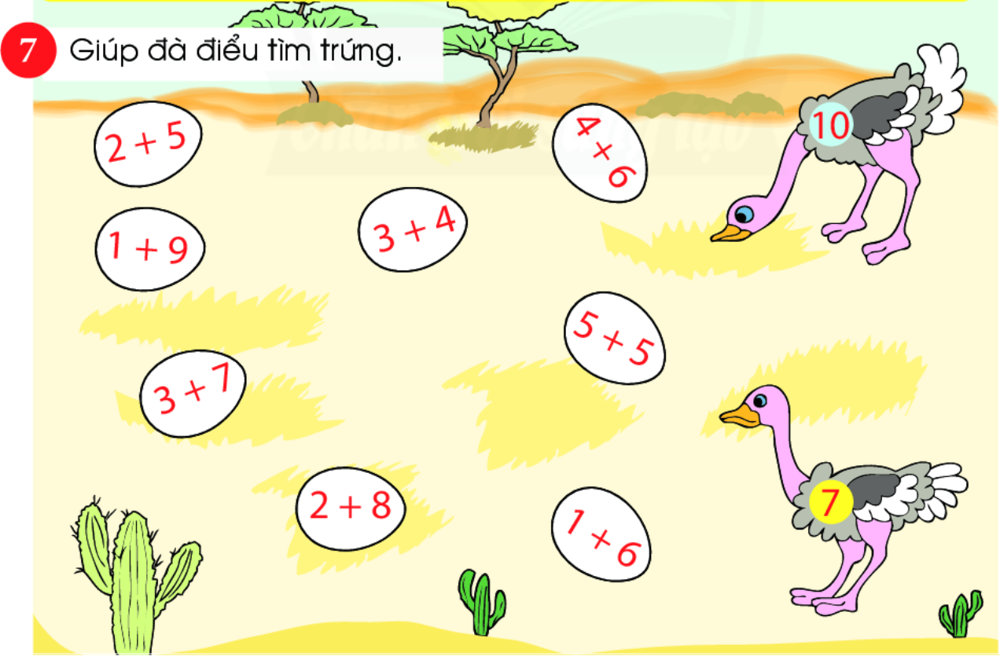 7 Giúp đà điểu tìm trứng.
2 + 5
4 + 6
10
1 + 9
3 + 4
5 + 5
3 + 7
7
2 + 8
1 + 6